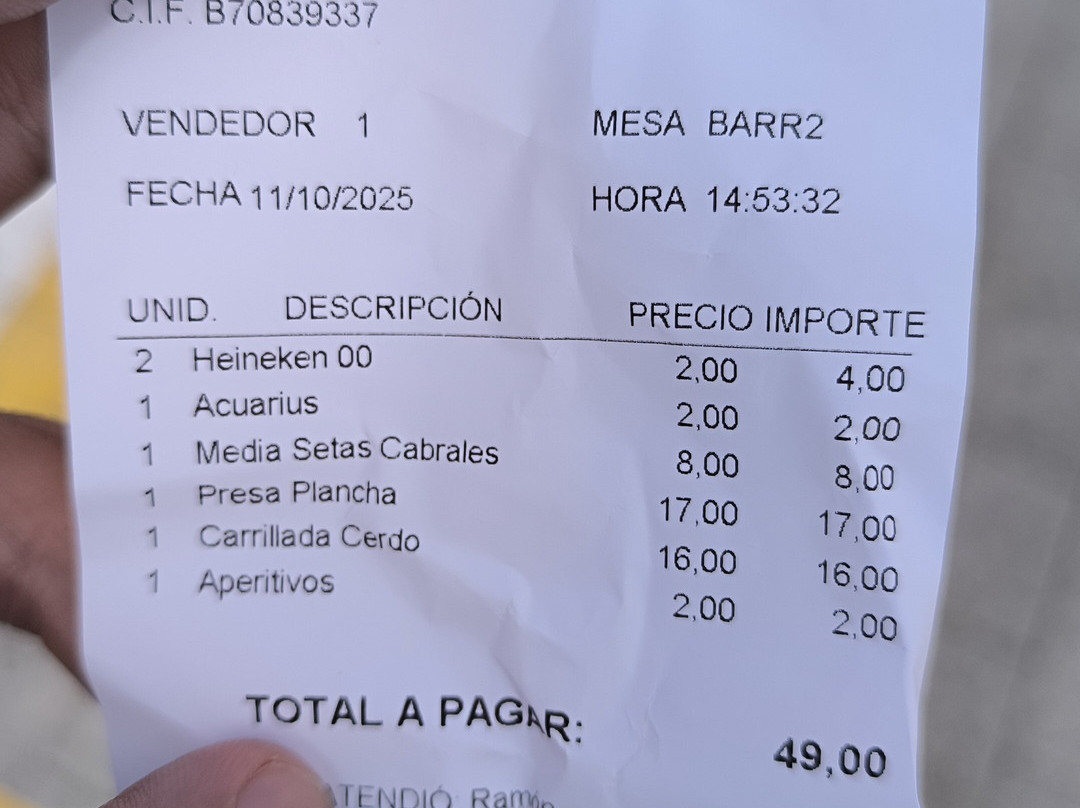 C.I.F. B70839337
VENDEDOR 1 MESA BARR2
FECHA 11/10/2025 HORA 14:53:32
UNID. DESCRIPCIÓN PRECIO IMPORTE
2 Heineken 00 2,00 4,00
1 Acuarius 2,00 2,00
1 Media Setas Cabrales 8,00 8,00
1 Presa Plancha 17,00 17,00
1 Carrillada Cerdo 16,00 16,00
1 Aperitivos 2,00 2,00
TOTAL A PAGAR: 49,00
ATENDIÓ: Ramón